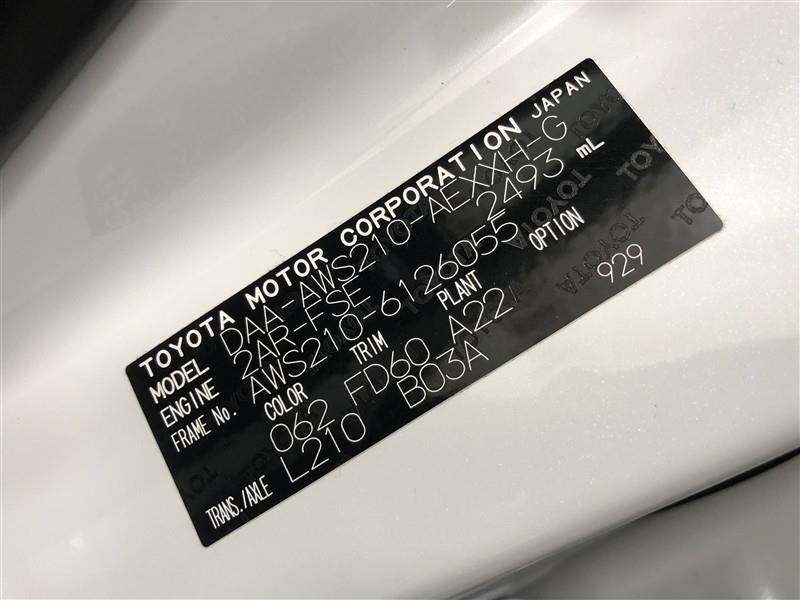 TOYOTA MOTOR CORPORATION JAPAN
MODEL DAA-AWS210-AEXXH-G
ENGINE 2AR-FSE 2493 mL
FRAME No. AWS210-6126055
COLOR TRIM PLANT OPTION
062 FD60 A22 929
TRANS./AXLE L210 B03A